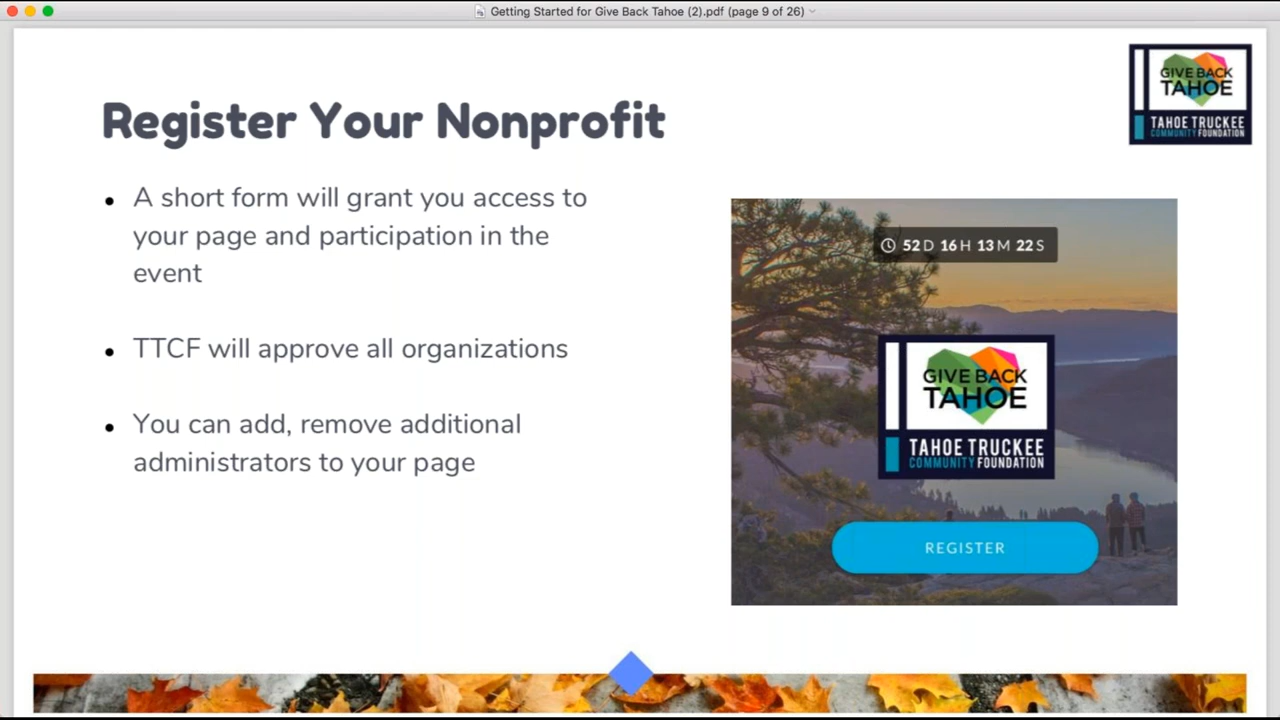 Getting Started for Give Back Tahoe (2).pdf (page 9 of 26)
GIVE BACK
TAHOE
TAHOE TRUCKEE
COMMUNITY FOUNDATION
Register Your Nonprofit
• A short form will grant you access to
your page and participation in the
event
• TTCF will approve all organizations
• You can add, remove additional
administrators to your page
52 D 16 H 13 M 22 S
GIVE BACK
TAHOE
TAHOE TRUCKEE
COMMUNITY FOUNDATION
REGISTER